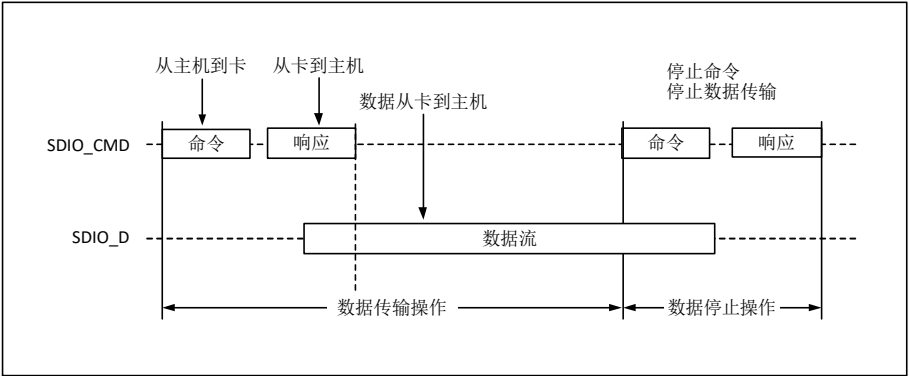 从主机到卡
从卡到主机
停止命令
停止数据传输
数据从卡到主机
SDIO_CMD
命令
响应
命令
响应
SDIO_D
数据流
数据传输操作
数据停止操作